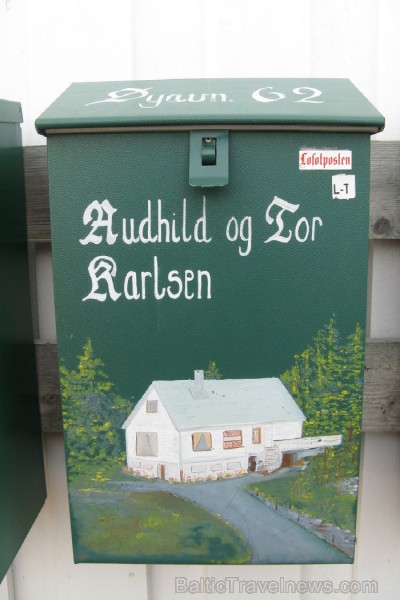 Øyavn. 62
Lofotposten
L-T
Audhild og Tor
Karlsen
BalticTravelNews.com ©